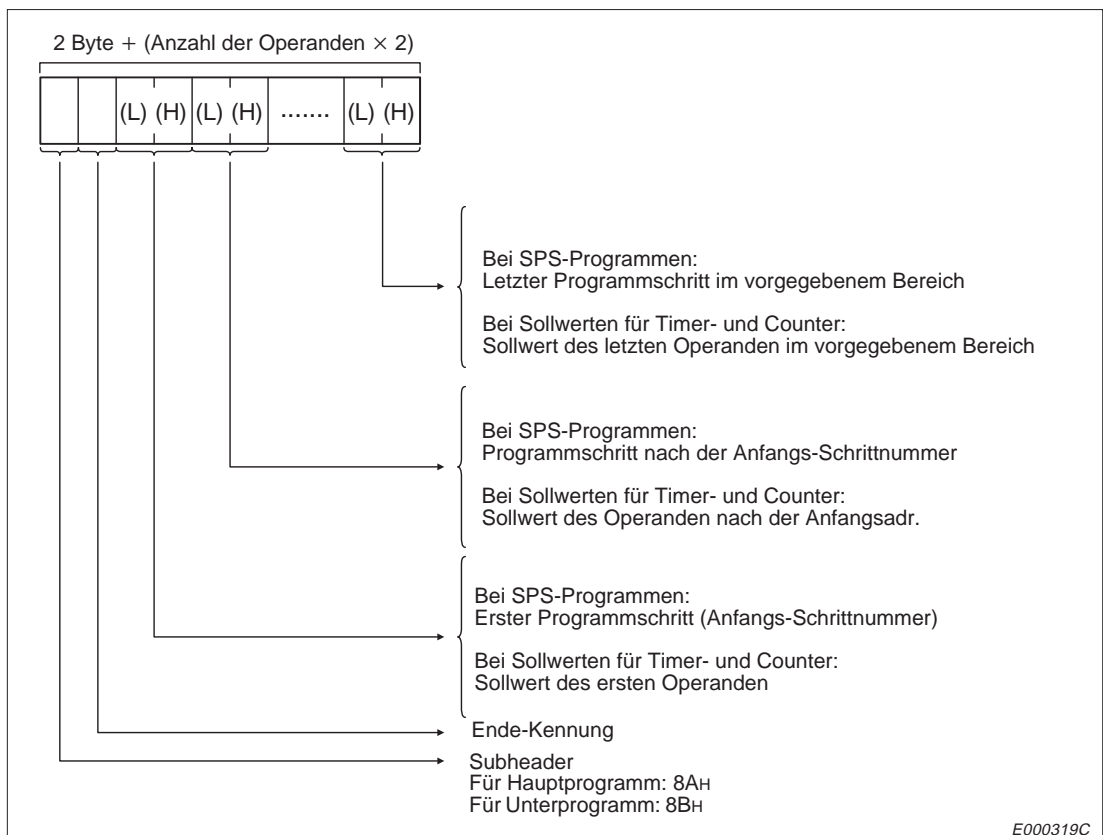 2 Byte + (Anzahl der Operanden × 2)
(L) (H) (L) (H) ....... (L) (H)
Bei SPS-Programmen:
Letzter Programmschritt im vorgegebenem Bereich
Bei Sollwerten für Timer- und Counter:
Sollwert des letzten Operanden im vorgegebenem Bereich
Bei SPS-Programmen:
Programmschritt nach der Anfangs-Schrittnummer
Bei Sollwerten für Timer- und Counter:
Sollwert des Operanden nach der Anfangsadr.
Bei SPS-Programmen:
Erster Programmschritt (Anfangs-Schrittnummer)
Bei Sollwerten für Timer- und Counter:
Sollwert des ersten Operanden
Ende-Kennung
Subheader
Für Hauptprogramm: 8AH
Für Unterprogramm: 8BH
E000319C